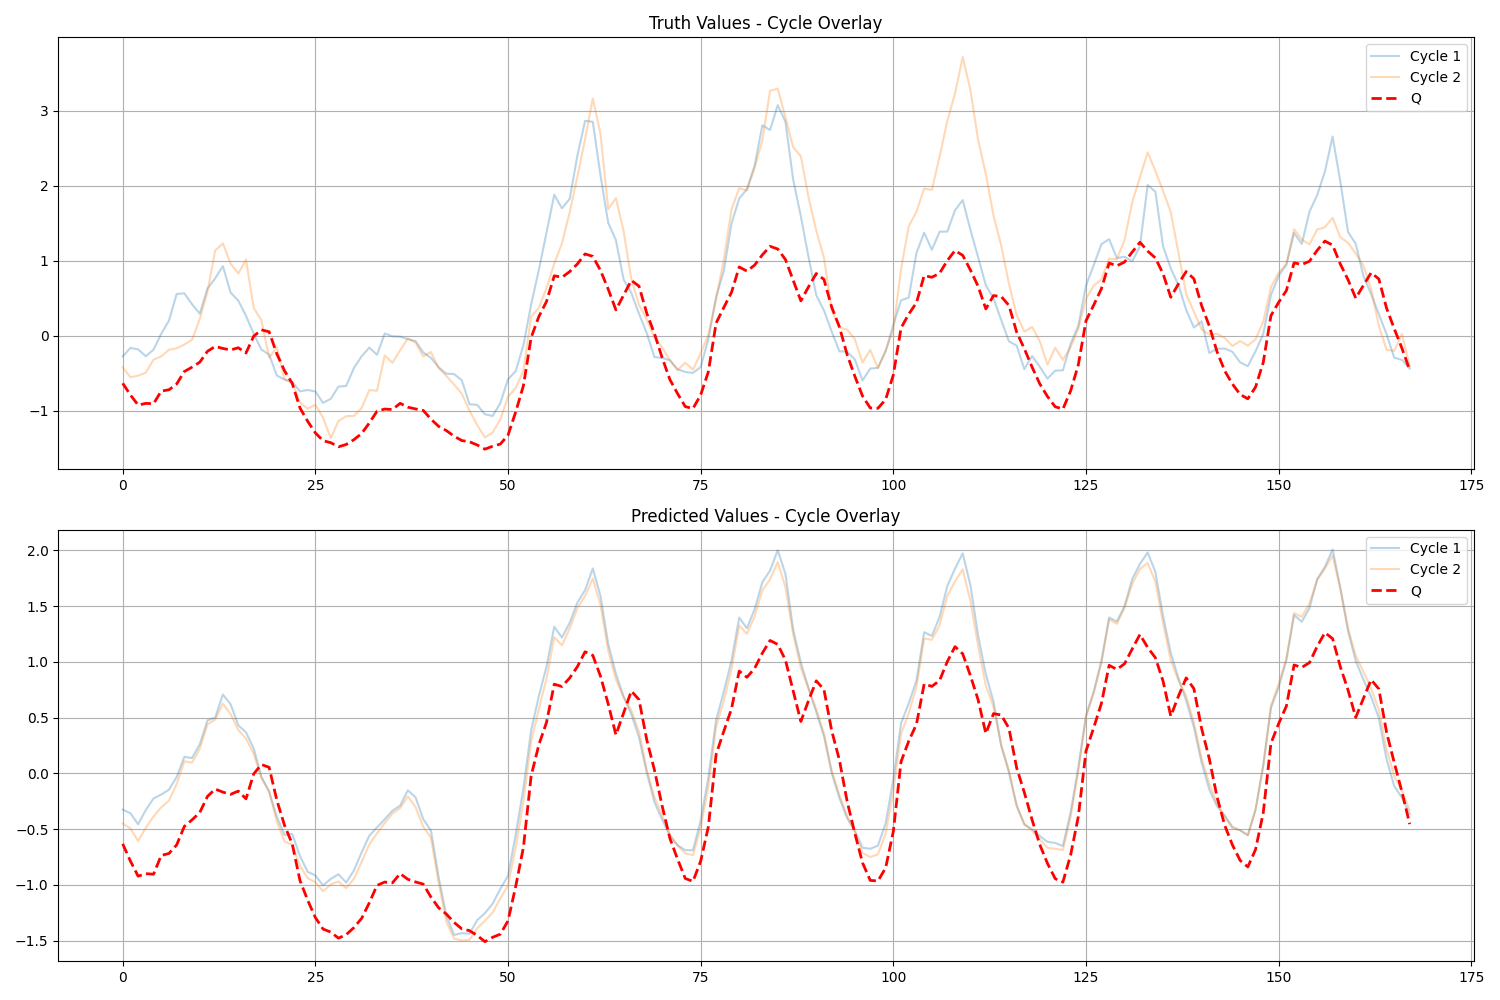 Truth Values - Cycle Overlay
Cycle 1
Cycle 2
Q
3
2
1
0
−1
0 25 50 75 100 125 150 175
Predicted Values - Cycle Overlay
Cycle 1
Cycle 2
Q
2.0
1.5
1.0
0.5
0.0
−0.5
−1.0
−1.5
0 25 50 75 100 125 150 175